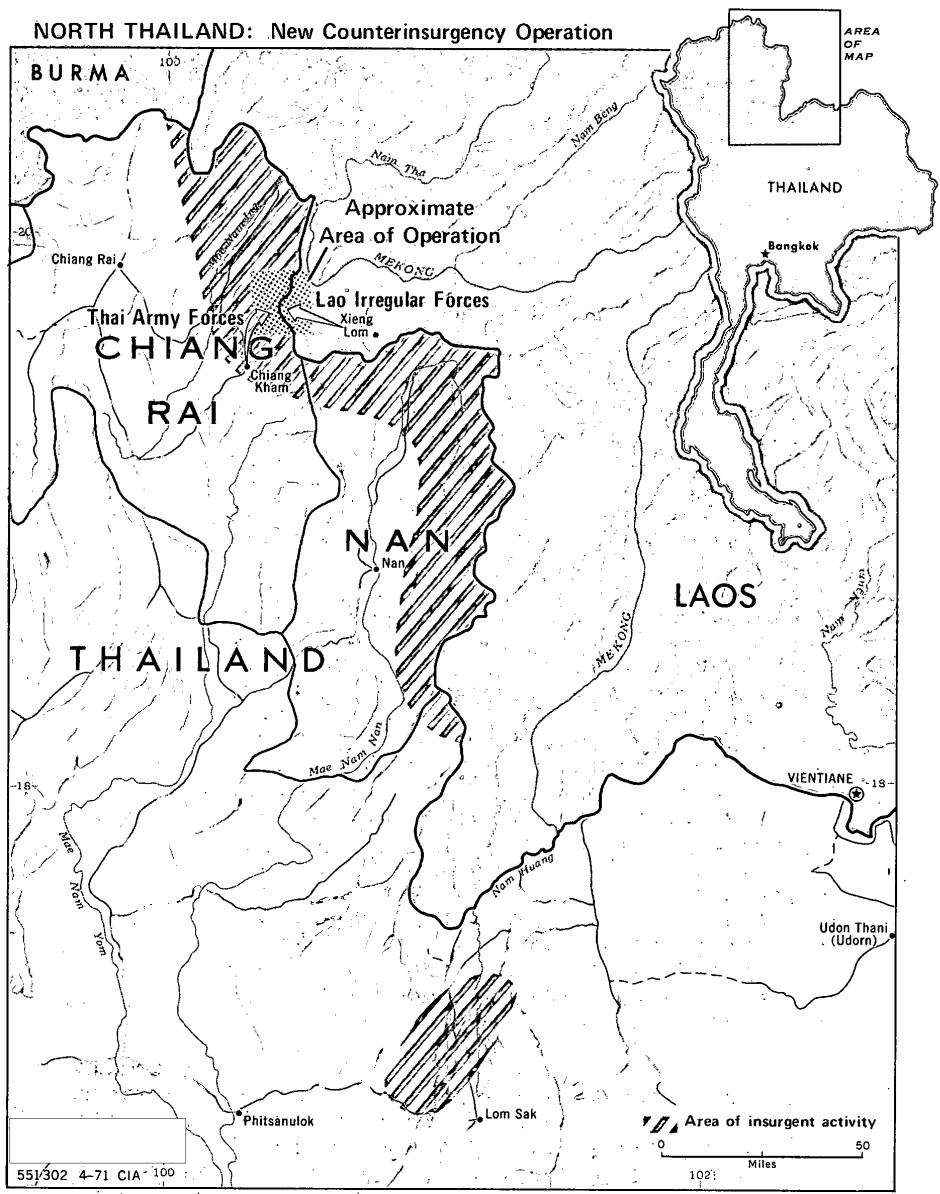 NORTH THAILAND: New Counterinsurgency Operation
AREA
OF
MAP
BURMA
100
Nam Beng
Nam Tha
THAILAND
Approximate
Area of Operation
Bangkok
20
MEKONG
Chiang Rai
Lao Irregular Forces
Thai Army Forces
Xieng
Lom
CHIANG
RAI
Chiang
Kham
NAN
Nan
LAOS
MEKONG
Nam Ngum
THAILAND
Mae Nam Nan
VIENTIANE
18
18
Mae Nam Yom
Nam Huang
Udon Thani
(Udorn)
Phitsanulok
Lom Sak
Area of insurgent activity
0 50
Miles
551302 4-71 CIA
100
102